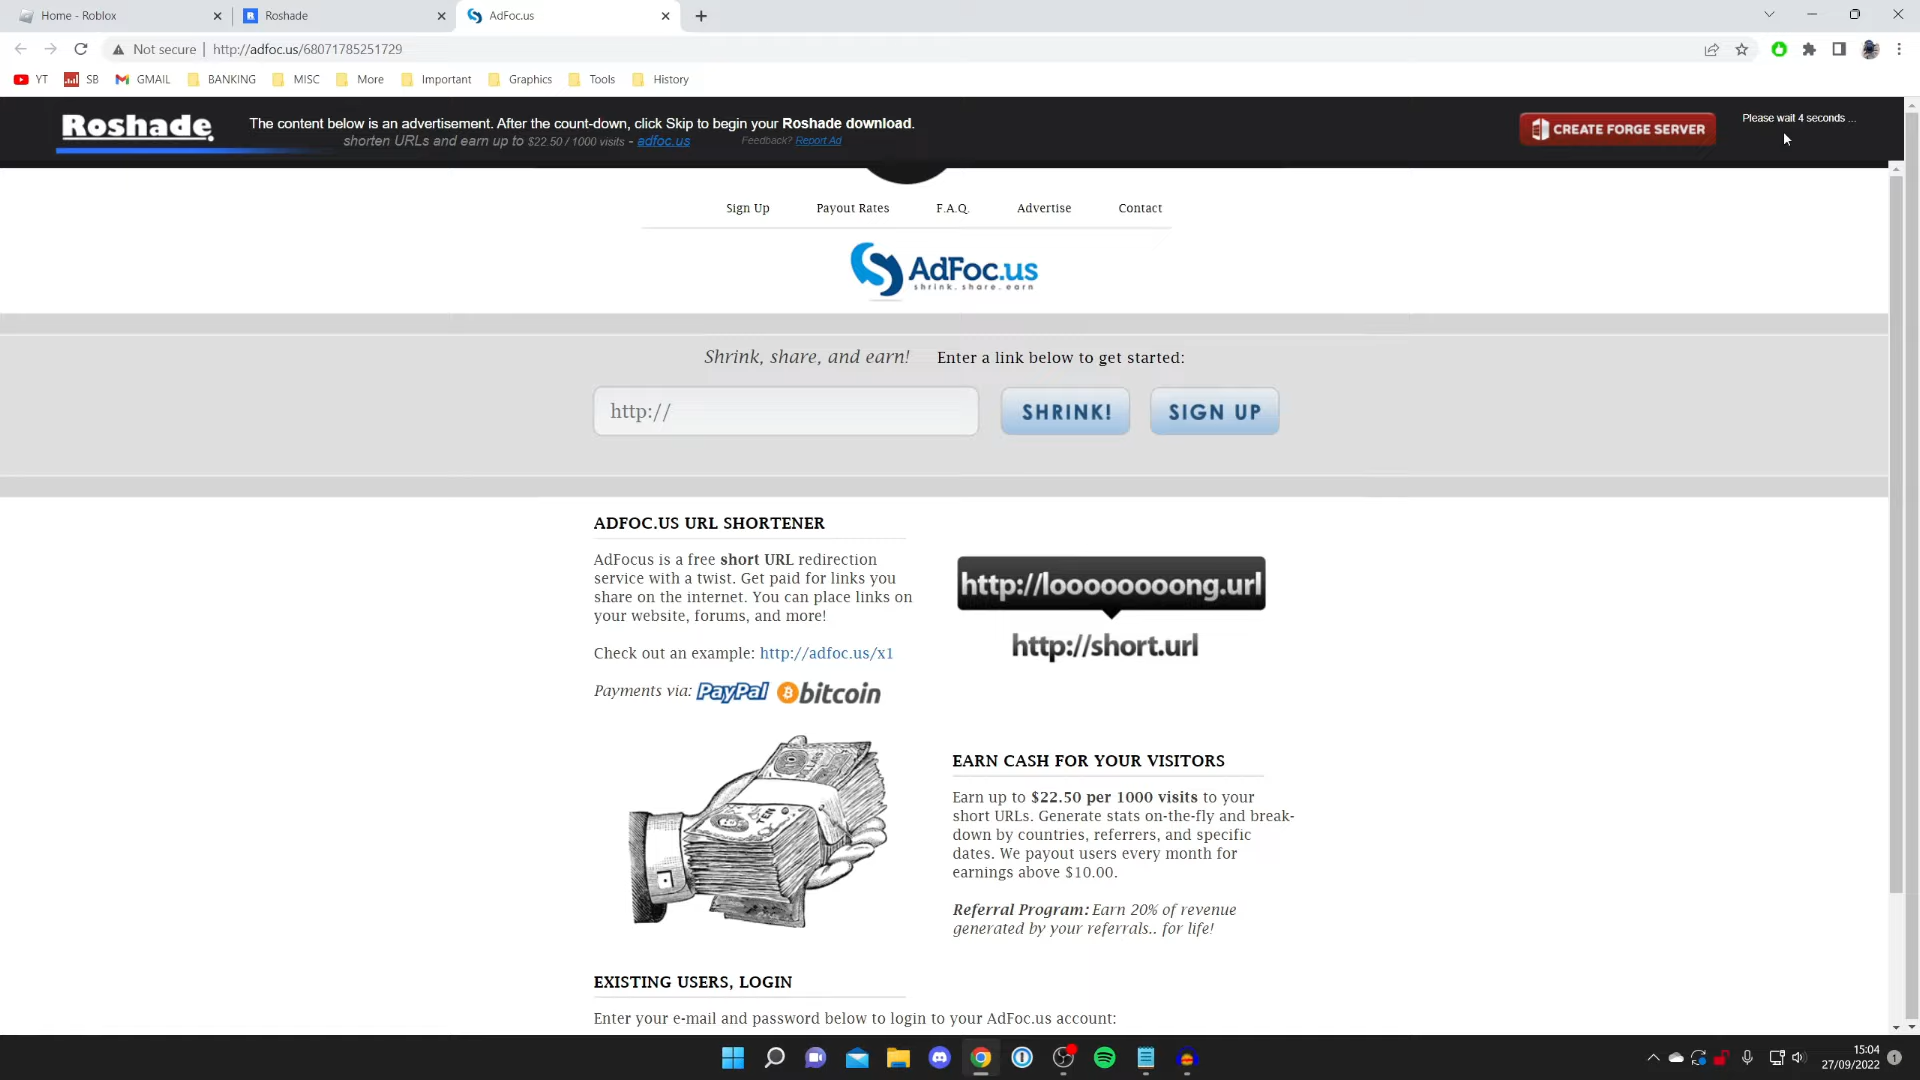 Home - Roblox
Roshade
AdFoc.us
Not secure
http://adfoc.us/68071785251729
YT
SB
GMAIL
BANKING
MISC
More
Important
Graphics
Tools
History
Roshade
The content below is an advertisement. After the count-down, click Skip to begin your Roshade download.
shorten URLs and earn up to $22.50 / 1000 visits - adfoc.us
Feedback? Report Ad
CREATE FORGE SERVER
Please wait 4 seconds ...
Sign Up
Payout Rates
F.A.Q.
Advertise
Contact
AdFoc.us
shrink. share. earn
Shrink, share, and earn!
Enter a link below to get started:
http://
SHRINK!
SIGN UP
ADFOC.US URL SHORTENER
AdFocus is a free short URL redirection
service with a twist. Get paid for links you
share on the internet. You can place links on
your website, forums, and more!
Check out an example: http://adfoc.us/x1
Payments via: PayPal bitcoin
http://loooooooong.url
http://short.url
EARN CASH FOR YOUR VISITORS
Earn up to $22.50 per 1000 visits to your
short URLs. Generate stats on-the-fly and break-
down by countries, referrers, and specific
dates. We payout users every month for
earnings above $10.00.
Referral Program: Earn 20% of revenue
generated by your referrals.. for life!
EXISTING USERS, LOGIN
Enter your e-mail and password below to login to your AdFoc.us account:
15:04
27/09/2022
1